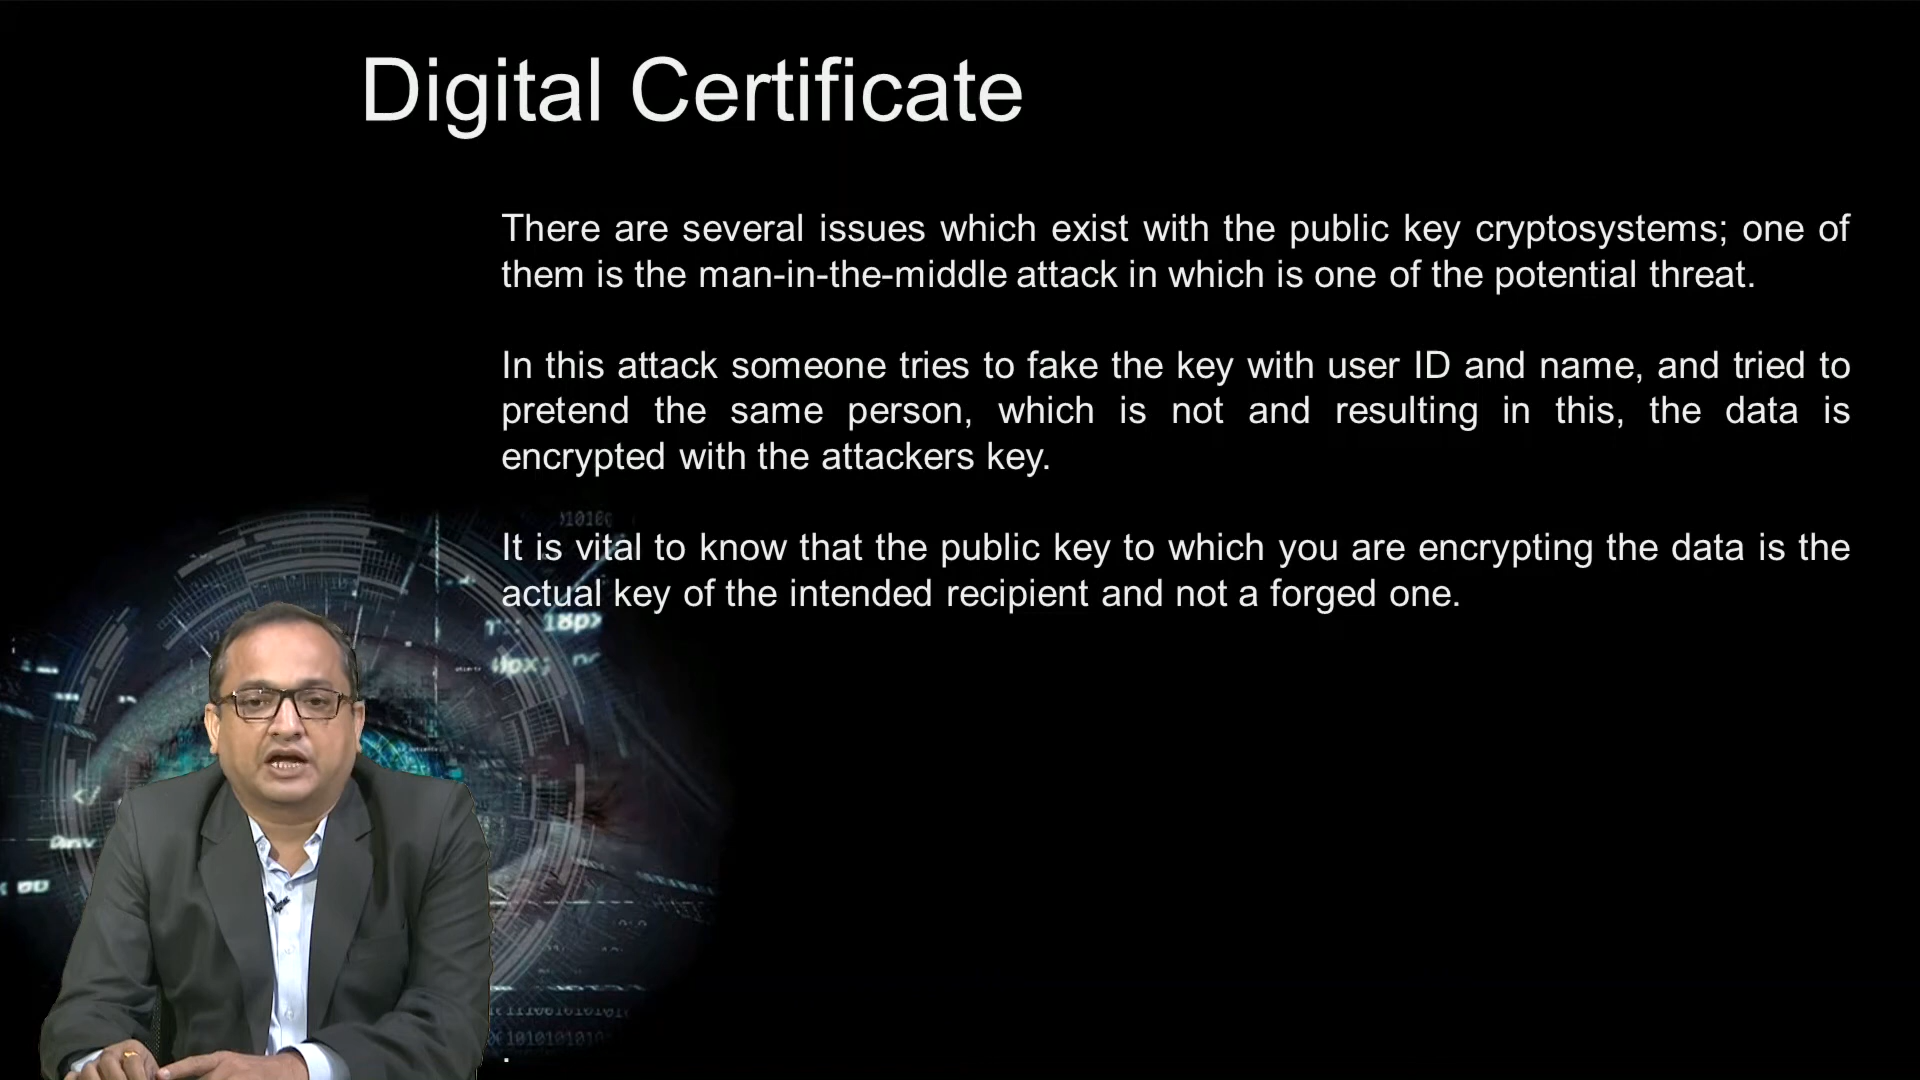 Digital Certificate
There are several issues which exist with the public key cryptosystems; one of
them is the man-in-the-middle attack in which is one of the potential threat.
In this attack someone tries to fake the key with user ID and name, and tried to
pretend the same person, which is not and resulting in this, the data is
encrypted with the attackers key.
It is vital to know that the public key to which you are encrypting the data is the
actual key of the intended recipient and not a forged one.
18px
.